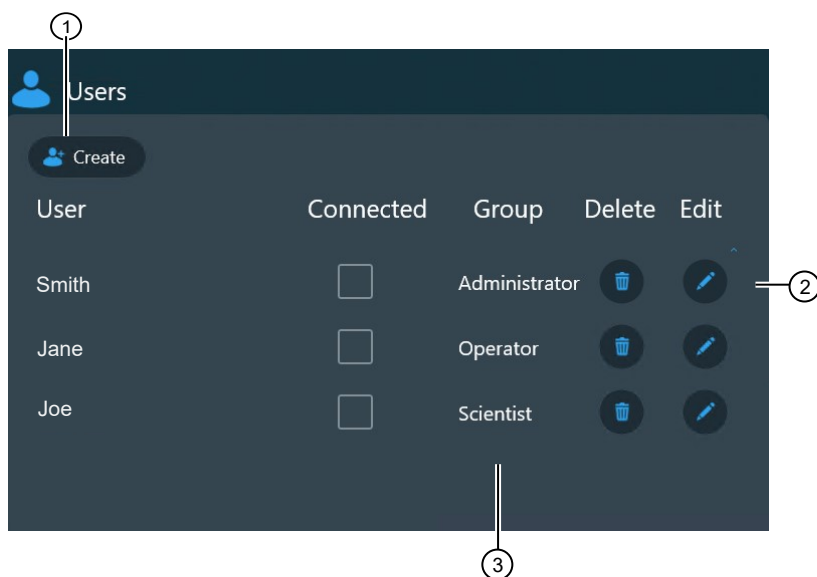 1
Users
Create
User Connected Group Delete Edit
Smith Administrator
2
Jane Operator
Joe Scientist
3